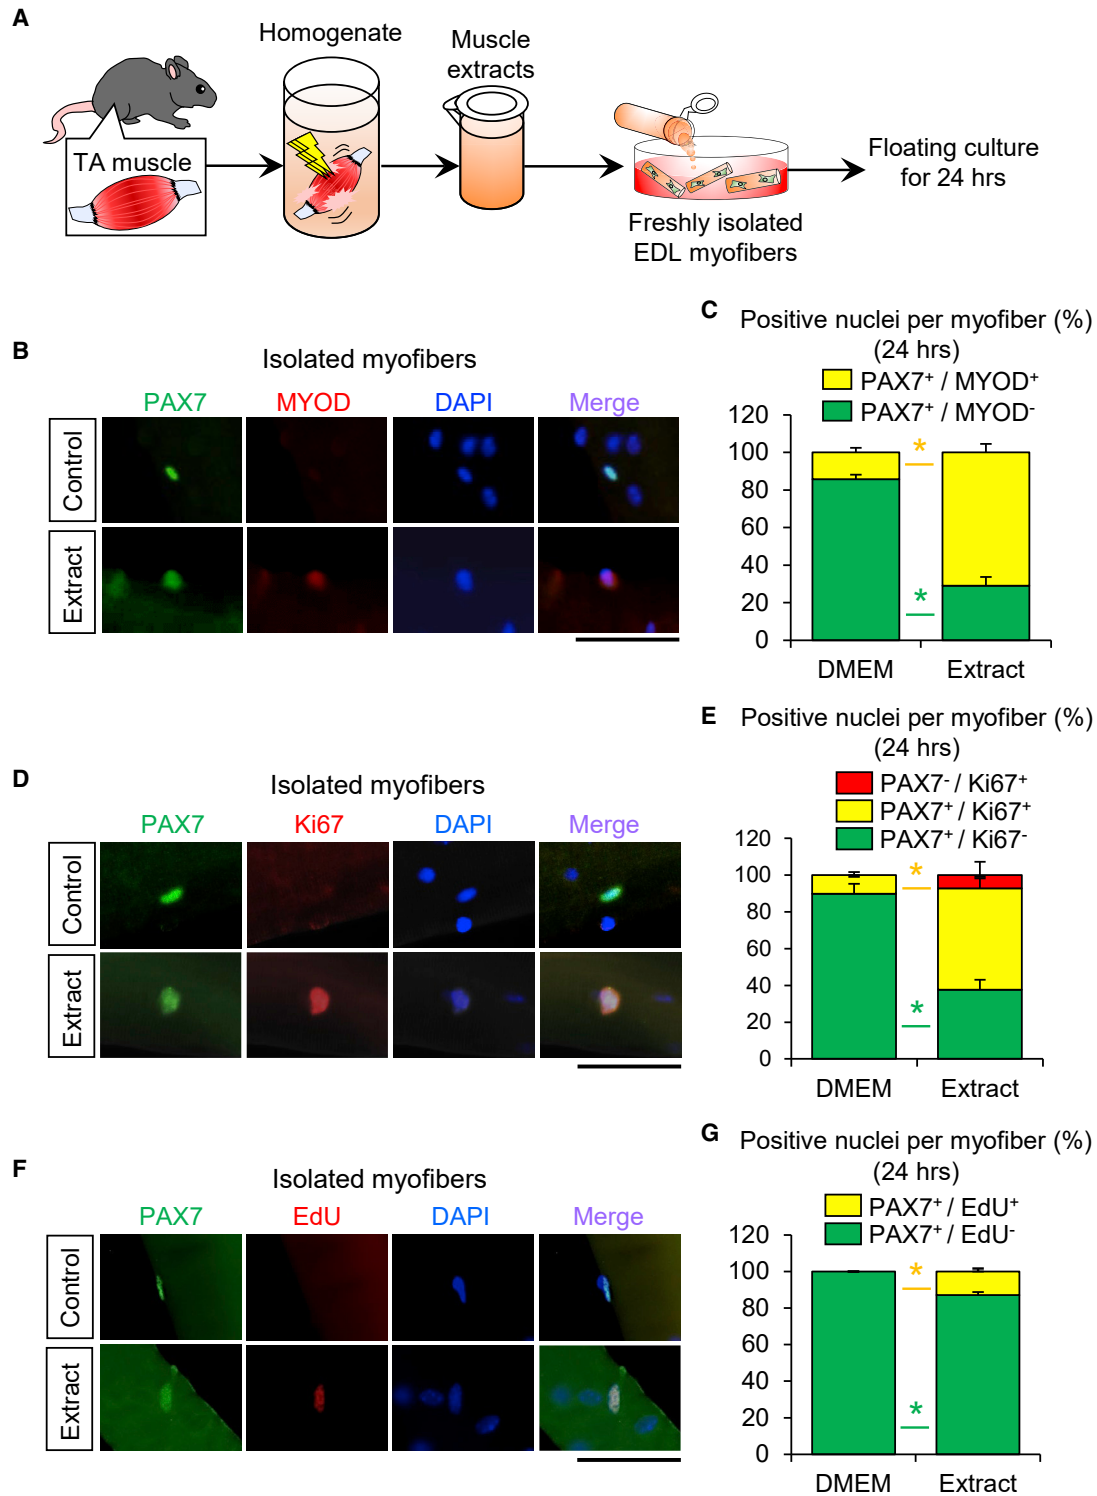 A
Homogenate
Muscle
extracts
TA muscle
Freshly isolated
EDL myofibers
Floating culture
for 24 hrs
B
Isolated myofibers
PAX7 MYOD DAPI Merge
Control
Extract
C
Positive nuclei per myofiber (%)
(24 hrs)
PAX7⁺ / MYOD⁺
PAX7⁺ / MYOD⁻
120
100
80
60
40
20
0
*
*
DMEM Extract
D
Isolated myofibers
PAX7 Ki67 DAPI Merge
Control
Extract
E
Positive nuclei per myofiber (%)
(24 hrs)
PAX7⁻ / Ki67⁺
PAX7⁺ / Ki67⁺
PAX7⁺ / Ki67⁻
120
100
80
60
40
20
0
*
*
DMEM Extract
F
Isolated myofibers
PAX7 EdU DAPI Merge
Control
Extract
G
Positive nuclei per myofiber (%)
(24 hrs)
PAX7⁺ / EdU⁺
PAX7⁺ / EdU⁻
120
100
80
60
40
20
0
*
*
DMEM Extract